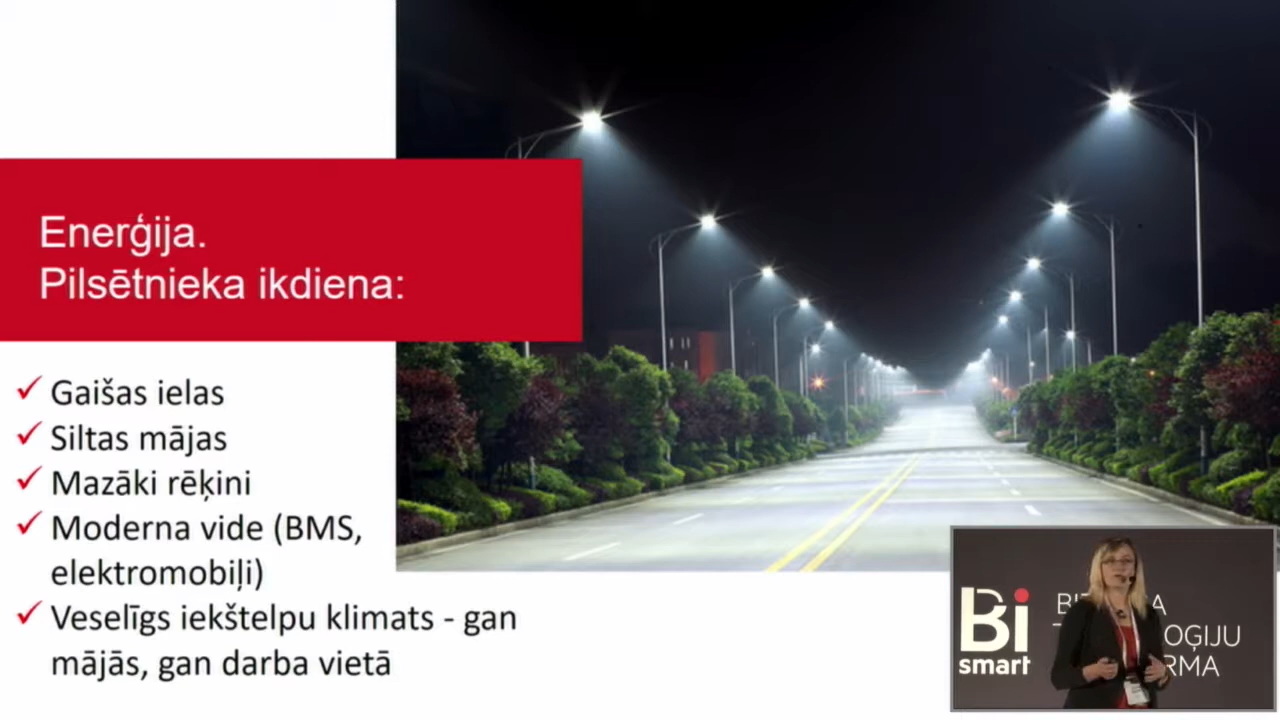 Enerģija.
Pilsētnieka ikdiena:
Gaišas ielas
Siltas mājas
Mazāki rēķini
Moderna vide (BMS,
elektromobiļi)
Veselīgs iekštelpu klimats - gan
mājās, gan darba vietā
Bi
smart